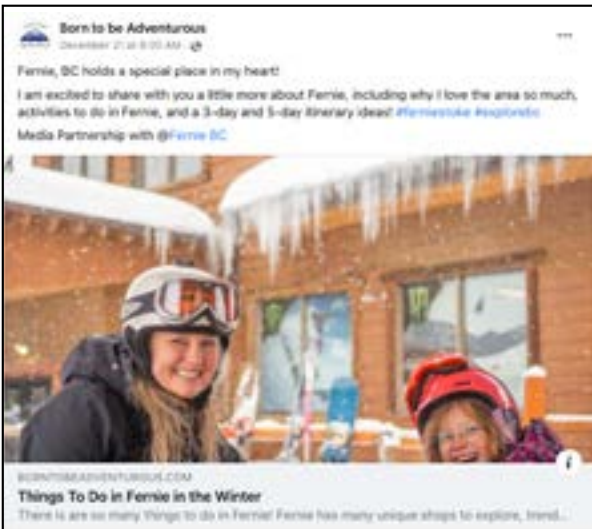 Born to be Adventurous
December 21 at 8:00 AM
Fernie, BC holds a special place in my heart!
I am excited to share with you a little more about Fernie, including why I love the area so much,
activities to do in Fernie, and a 3-day and 5-day itinerary ideas! #ferniestoke #explorebc
Media Partnership with @Fernie BC
BORNTOBEADVENTUROUS.COM
Things To Do in Fernie in the Winter
There are so many things to do in Fernie! Fernie has many unique shops to explore, trend...